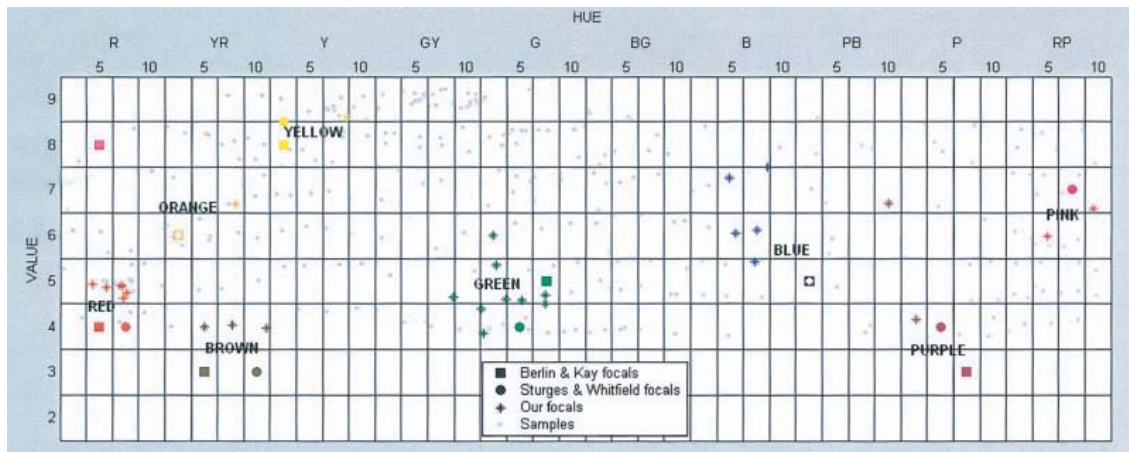 HUE
R YR Y GY G BG B PB P RP
5 10 5 10 5 10 5 10 5 10 5 10 5 10 5 10 5 10 5 10
VALUE
9
YELLOW
8
7
ORANGE
PINK
6
BLUE
5
GREEN
RED
4
BROWN
PURPLE
3
2
Berlin & Kay focals
Sturges & Whitfield focals
Our focals
Samples